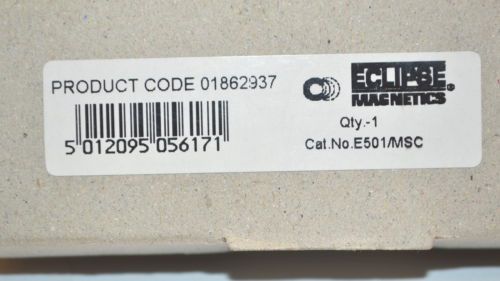 PRODUCT CODE 01862937
5 012095 056171
ECLIPSE
MAGNETICS®
Qty.-1
Cat.No.E501/MSC